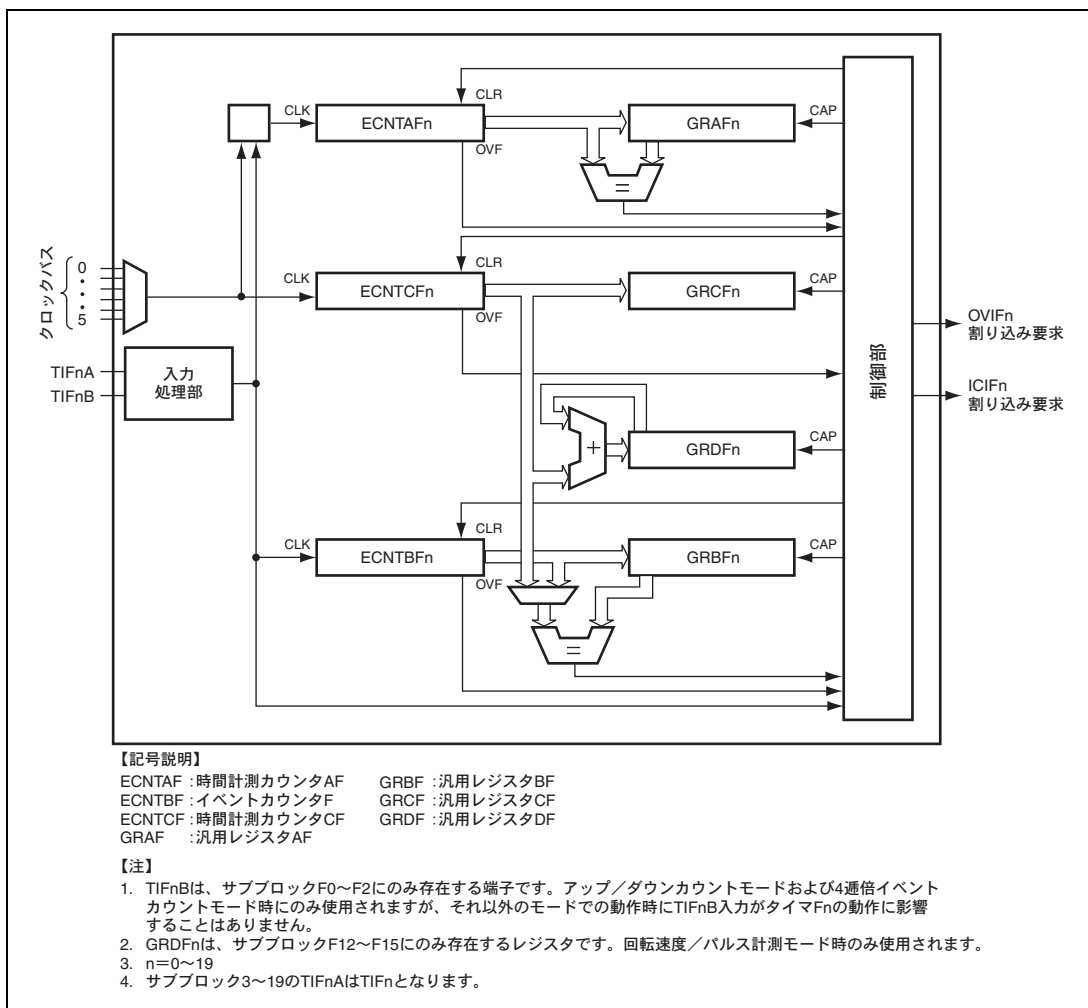 CLR
CLK
ECNTAFn
OVF
GRAFn
CAP
=
クロックバス
0
5
CLK
CLR
ECNTCFn
OVF
GRCFn
CAP
TIFnA
TIFnB
入力
処理部
+
GRDFn
CAP
CLK
CLR
ECNTBFn
OVF
GRBFn
CAP
=
制御部
OVIFn
割り込み要求
ICIFn
割り込み要求
【記号説明】
ECNTAF :時間計測カウンタAF GRBF :汎用レジスタBF
ECNTBF :イベントカウンタF GRCF :汎用レジスタCF
ECNTCF :時間計測カウンタCF GRDF :汎用レジスタDF
GRAF :汎用レジスタAF
【注】
1. TIFnBは、サブブロックF0～F2にのみ存在する端子です。アップ／ダウンカウントモードおよび4逓倍イベント
カウントモード時にのみ使用されますが、それ以外のモードでの動作時にTIFnB入力がタイマFnの動作に影響
することはありません。
2. GRDFnは、サブブロックF12～F15にのみ存在するレジスタです。回転速度／パルス計測モード時のみ使用されます。
3. n＝0～19
4. サブブロック3～19のTIFnAはTIFnとなります。